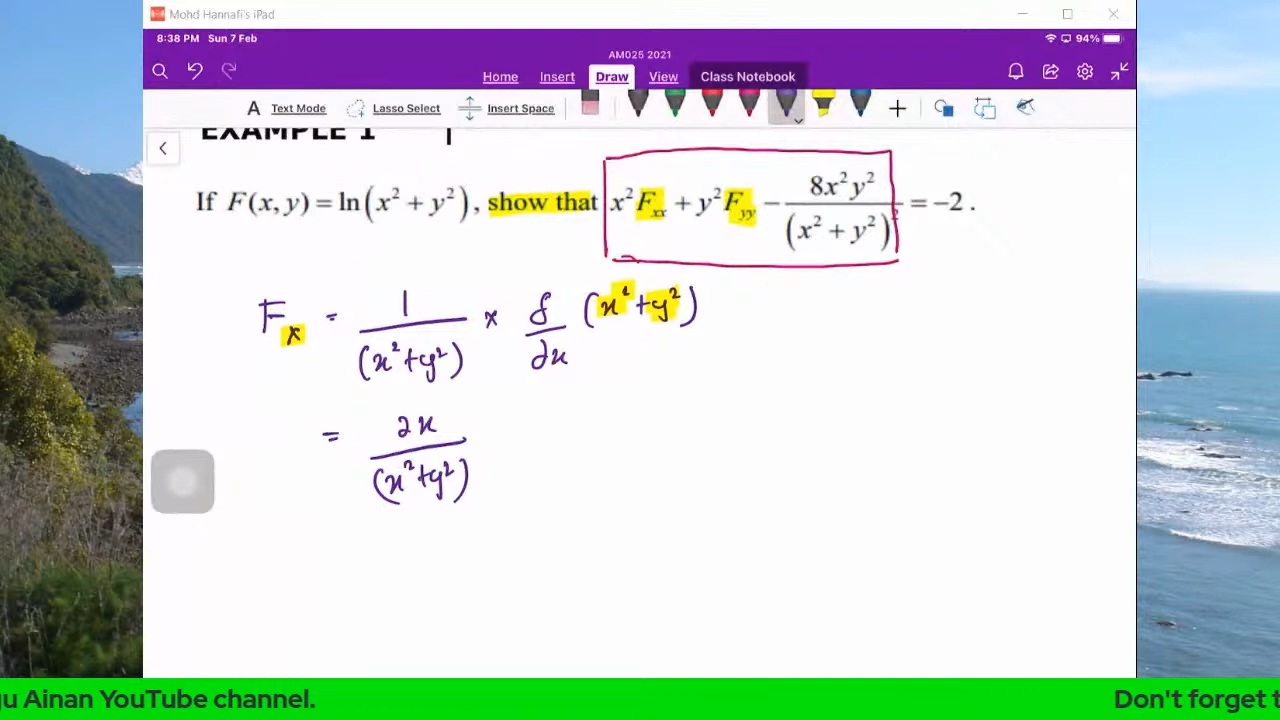 Mohd Hannafi's iPad
8:38 PM Sun 7 Feb
94%
AM025 2021
Home Insert Draw View Class Notebook
Text Mode Lasso Select Insert Space
EXAMPLE 1
If F(x, y) = ln(x² + y²), show that x²Fₓₓ + y²F_yy − 8x²y² / (x² + y²)² = −2.
Fₓ = 1 / (x² + y²) × ∂/∂x (x² + y²)
= 2x / (x² + y²)
gu Ainan YouTube channel. Don't forget t